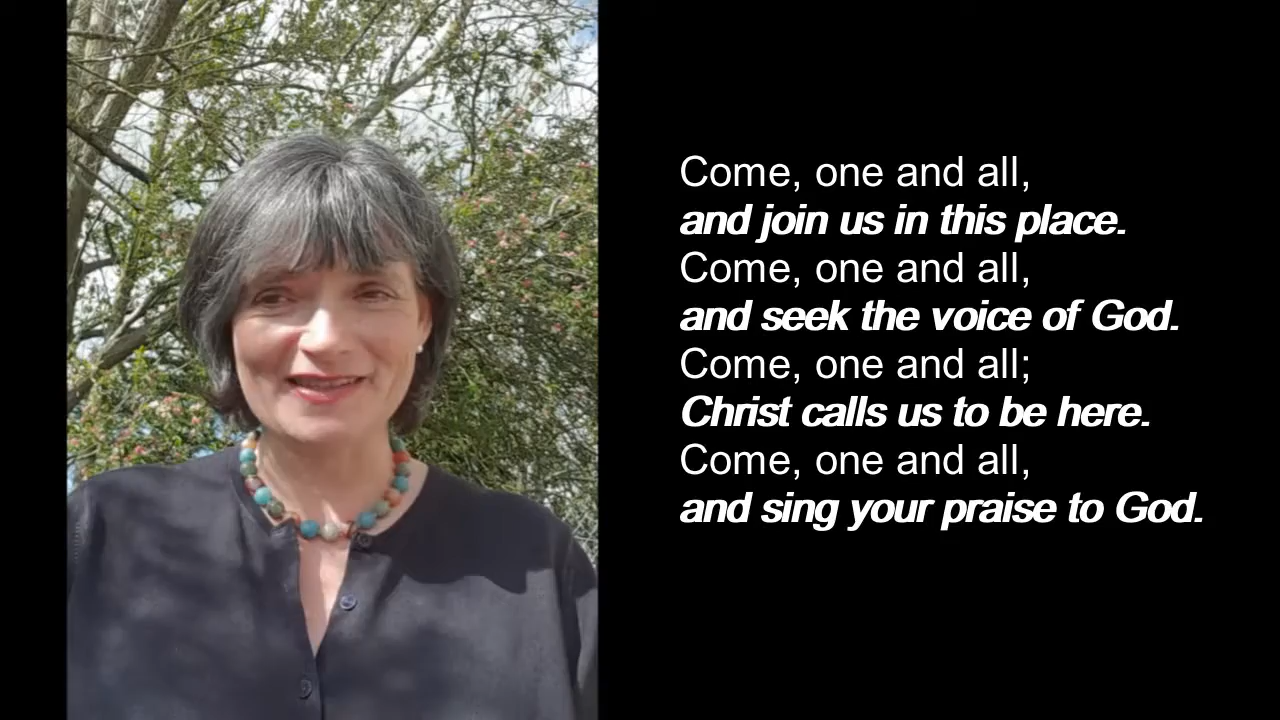 Come, one and all,
and join us in this place.
Come, one and all,
and seek the voice of God.
Come, one and all;
Christ calls us to be here.
Come, one and all,
and sing your praise to God.